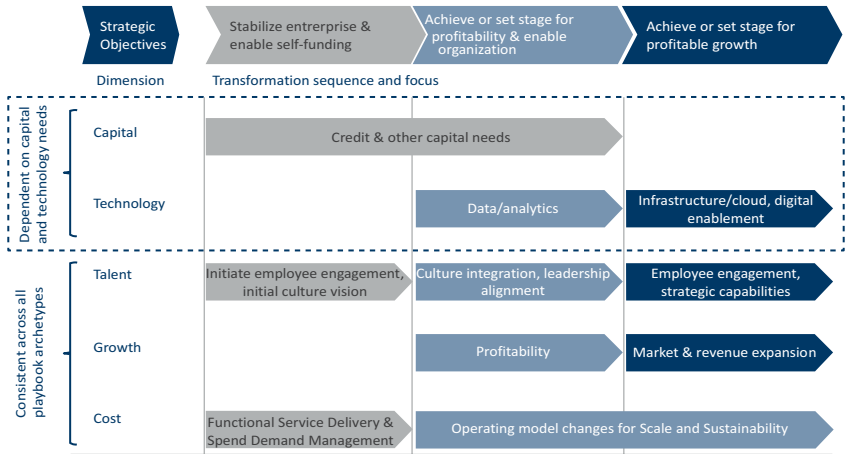 Strategic
Objectives
Stabilize entrerprise &
enable self-funding
Achieve or set stage for
profitability & enable
organization
Achieve or set stage for
profitable growth
Dimension
Transformation sequence and focus
Dependent on capital
and technology needs
Capital
Credit & other capital needs
Technology
Data/analytics
Infrastructure/cloud, digital
enablement
Consistent across all
playbook archetypes
Talent
Initiate employee engagement,
initial culture vision
Culture integration, leadership
alignment
Employee engagement,
strategic capabilities
Growth
Profitability
Market & revenue expansion
Cost
Functional Service Delivery &
Spend Demand Management
Operating model changes for Scale and Sustainability